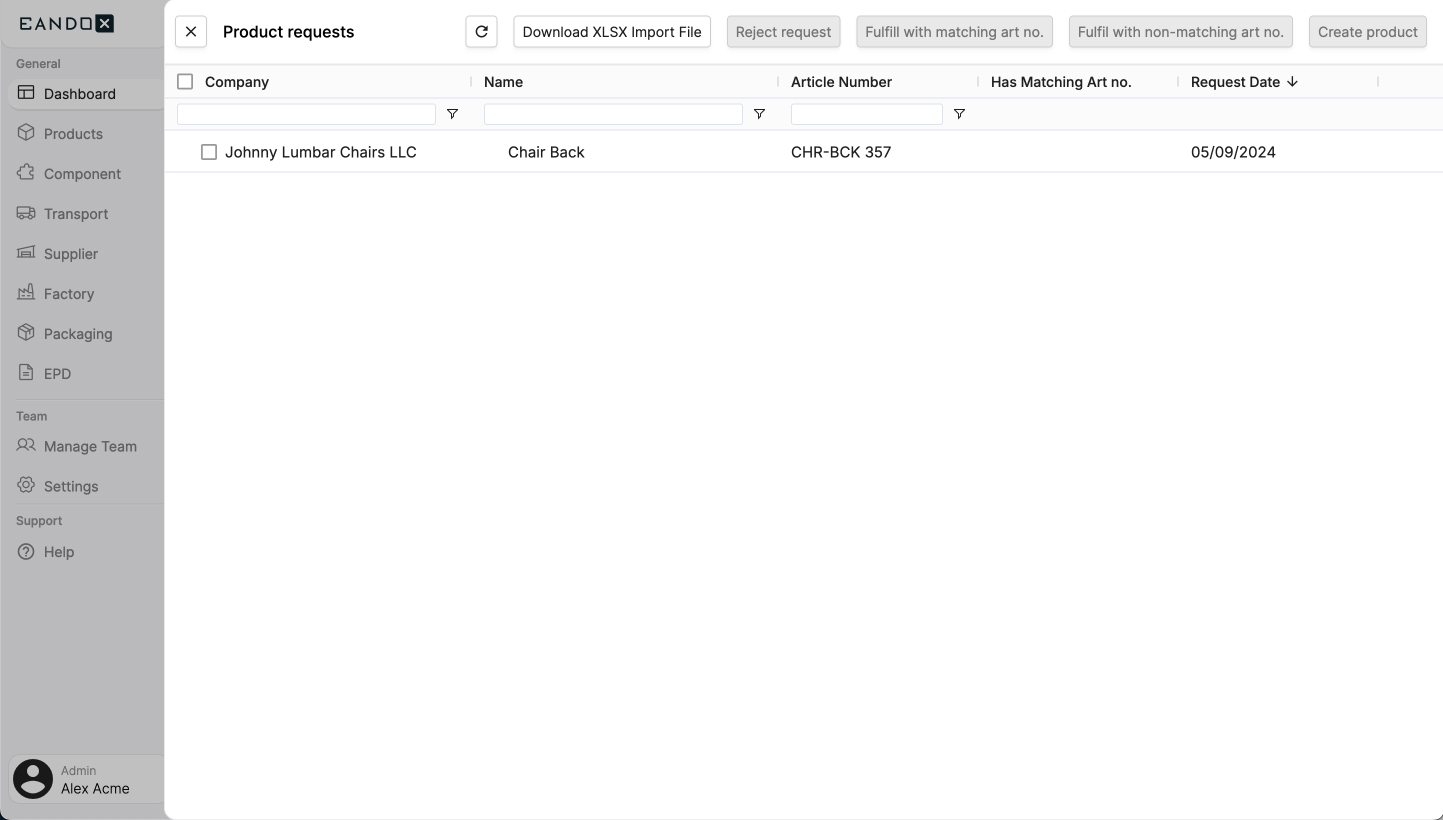 EANDOX
Product requests
Download XLSX Import File
Reject request
Fulfill with matching art no.
Fulfil with non-matching art no.
Create product
General
Dashboard
Products
Component
Transport
Supplier
Factory
Packaging
EPD
Team
Manage Team
Settings
Support
Help
Admin
Alex Acme
Company Name Article Number Has Matching Art no. Request Date
Johnny Lumbar Chairs LLC Chair Back CHR-BCK 357 05/09/2024